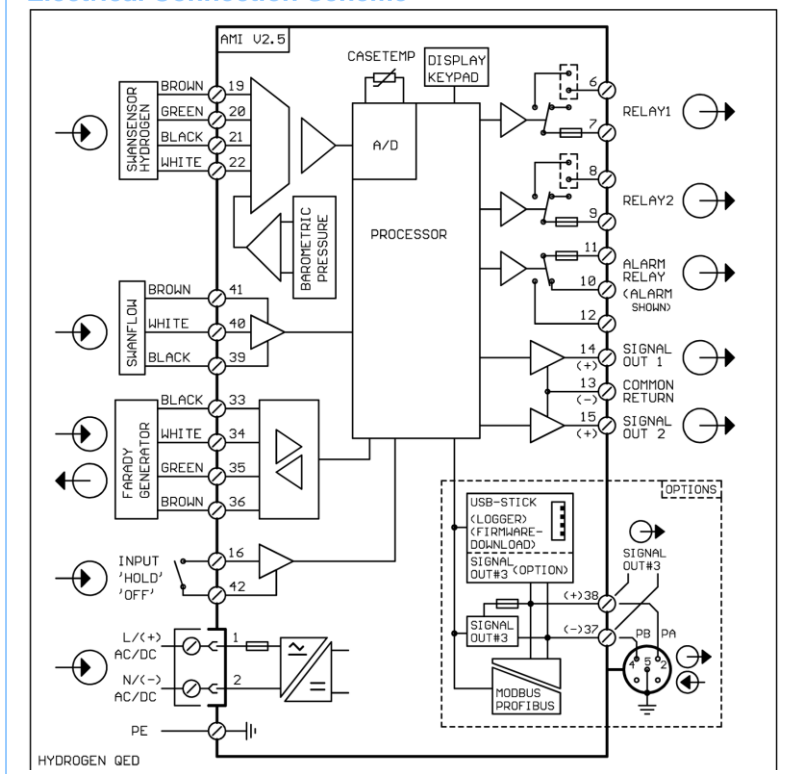 Electrical Connection Scheme
AMI V2.5
CASETEMP
DISPLAY
KEYPAD
SWANSENSOR
HYDROGEN
BROWN 19
GREEN 20
BLACK 21
WHITE 22
A/D
PROCESSOR
BAROMETRIC
PRESSURE
6
7
RELAY1
8
9
RELAY2
11
10
12
ALARM
RELAY
(ALARM
SHOWN)
SWANFLOW
BROWN 41
WHITE 40
BLACK 39
14
(+)
SIGNAL
OUT 1
13
(-)
COMMON
RETURN
15
(+)
SIGNAL
OUT 2
FARADY
GENERATOR
BLACK 33
WHITE 34
GREEN 35
BROWN 36
INPUT
'HOLD'
'OFF'
16
42
L/(+)
AC/DC
1
N/(-)
AC/DC
2
PE
OPTIONS
USB-STICK
(LOGGER)
(FIRMWARE-
DOWNLOAD)
SIGNAL
OUT#3 (OPTION)
SIGNAL
OUT#3
(+)38
SIGNAL
OUT#3
(-)37
PB PA
4 5 2
MODBUS
PROFIBUS
HYDROGEN QED